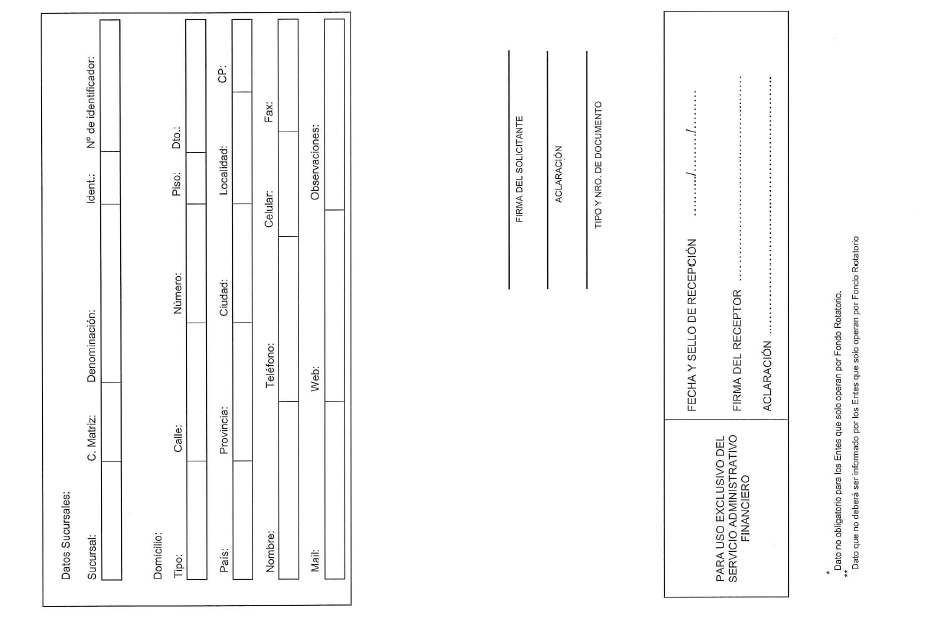 Datos Sucursales:
Sucursal: C. Matriz: Denominación: Ident.: Nº de identificador:
Domicilio:
Tipo: Calle: Número: Piso: Dto.:
País: Provincia: Ciudad: Localidad: CP:
Nombre: Teléfono: Celular: Fax:
Mail: Web: Observaciones:
FIRMA DEL SOLICITANTE
ACLARACIÓN
TIPO Y NRO. DE DOCUMENTO
PARA USO EXCLUSIVO DEL
SERVICIO ADMINISTRATIVO
FINANCIERO
FECHA Y SELLO DE RECEPCIÓN ......../......../........
FIRMA DEL RECEPTOR ........................................
ACLARACIÓN ..................................................
* Dato no obligatorio para los Entes que solo operan por Fondo Rotatorio.
** Dato que no deberá ser informado por los Entes que solo operan por Fondo Rotatorio